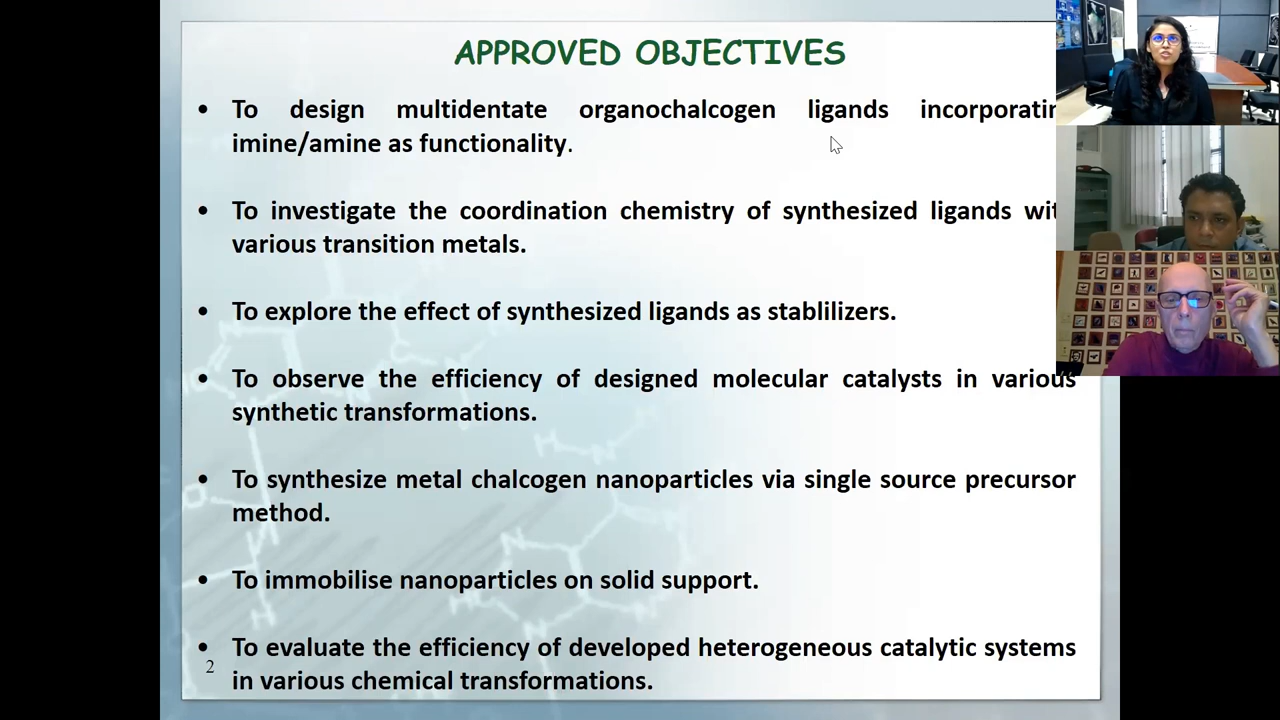 APPROVED OBJECTIVES
• To design multidentate organochalcogen ligands incorporatin
imine/amine as functionality.
• To investigate the coordination chemistry of synthesized ligands wit
various transition metals.
• To explore the effect of synthesized ligands as stablilizers.
• To observe the efficiency of designed molecular catalysts in various
synthetic transformations.
• To synthesize metal chalcogen nanoparticles via single source precursor
method.
• To immobilise nanoparticles on solid support.
• To evaluate the efficiency of developed heterogeneous catalytic systems
2
in various chemical transformations.